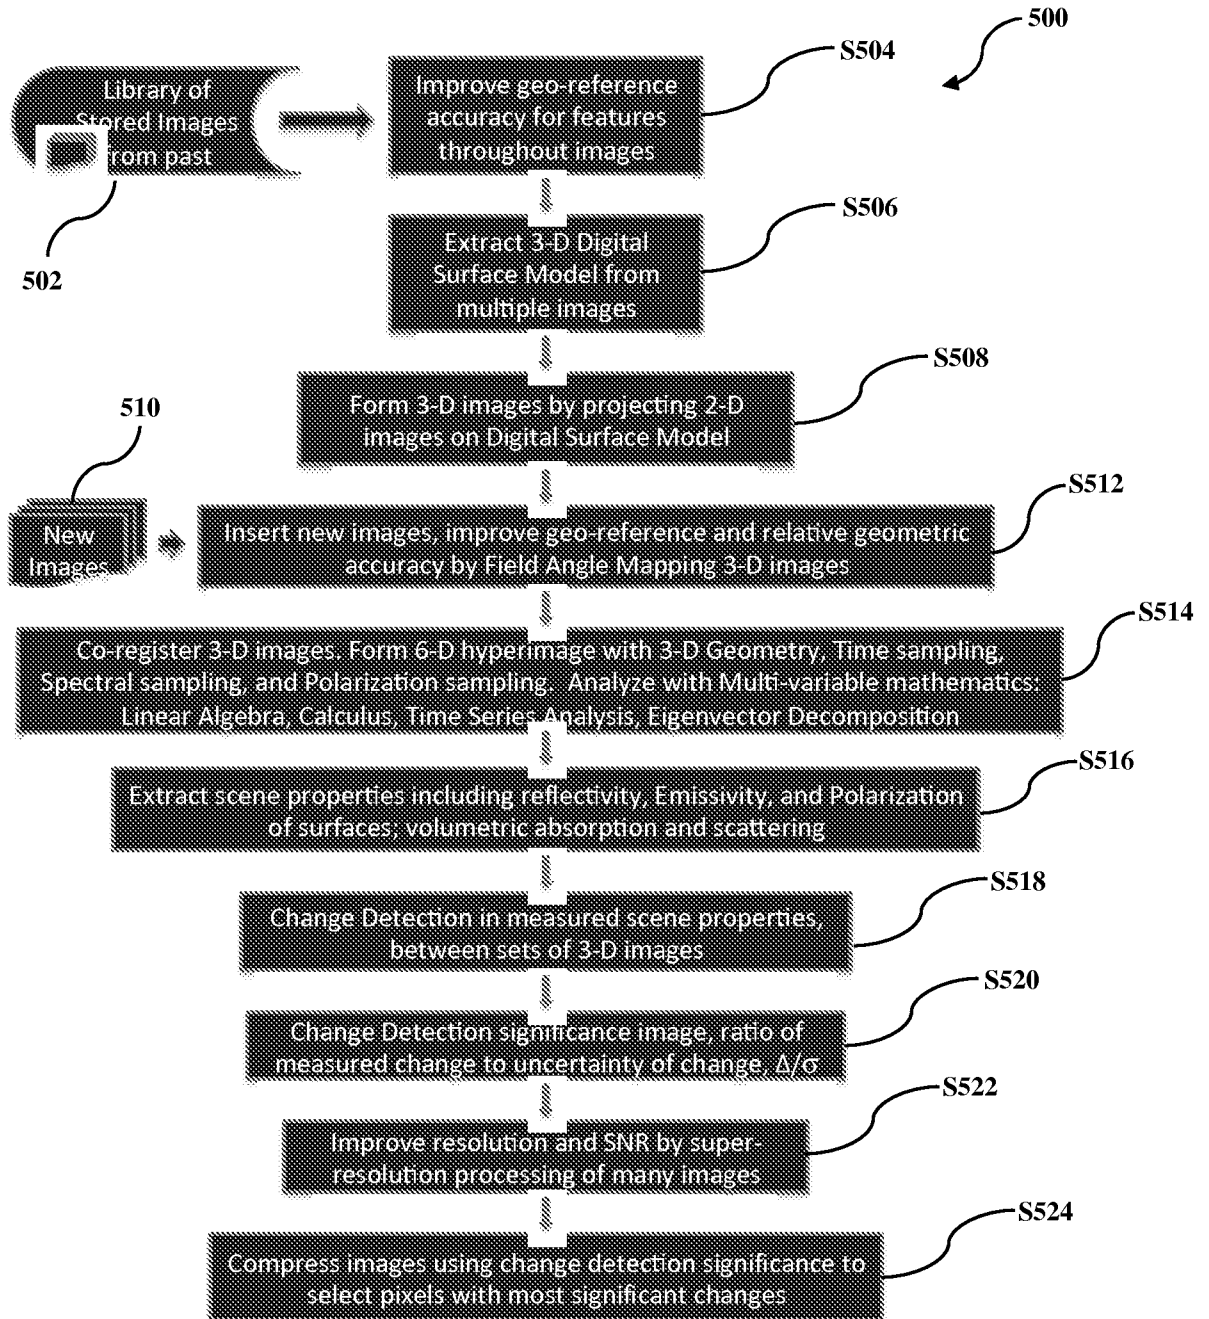 500
S504
Library of
Stored Images
from past
Improve geo-reference
accuracy for features
throughout images
502
S506
Extract 3-D Digital
Surface Model from
multiple images
S508
Form 3-D images by projecting 2-D
images on Digital Surface Model
510
S512
New
Images
Insert new images, improve geo-reference and relative geometric
accuracy by Field Angle Mapping 3-D images
S514
Co-register 3-D images. Form 6-D hyperimage with 3-D Geometry, Time sampling,
Spectral sampling, and Polarization sampling. Analyze with Multi-variable mathematics:
Linear Algebra, Calculus, Time Series Analysis, Eigenvector Decomposition
S516
Extract scene properties including reflectivity, Emissivity, and Polarization
of surfaces; volumetric absorption and scattering
S518
Change Detection in measured scene properties,
between sets of 3-D images
S520
Change Detection significance image, ratio of
measured change to uncertainty of change, Δ/σ
S522
Improve resolution and SNR by super-
resolution processing of many images
S524
Compress images using change detection significance to
select pixels with most significant changes